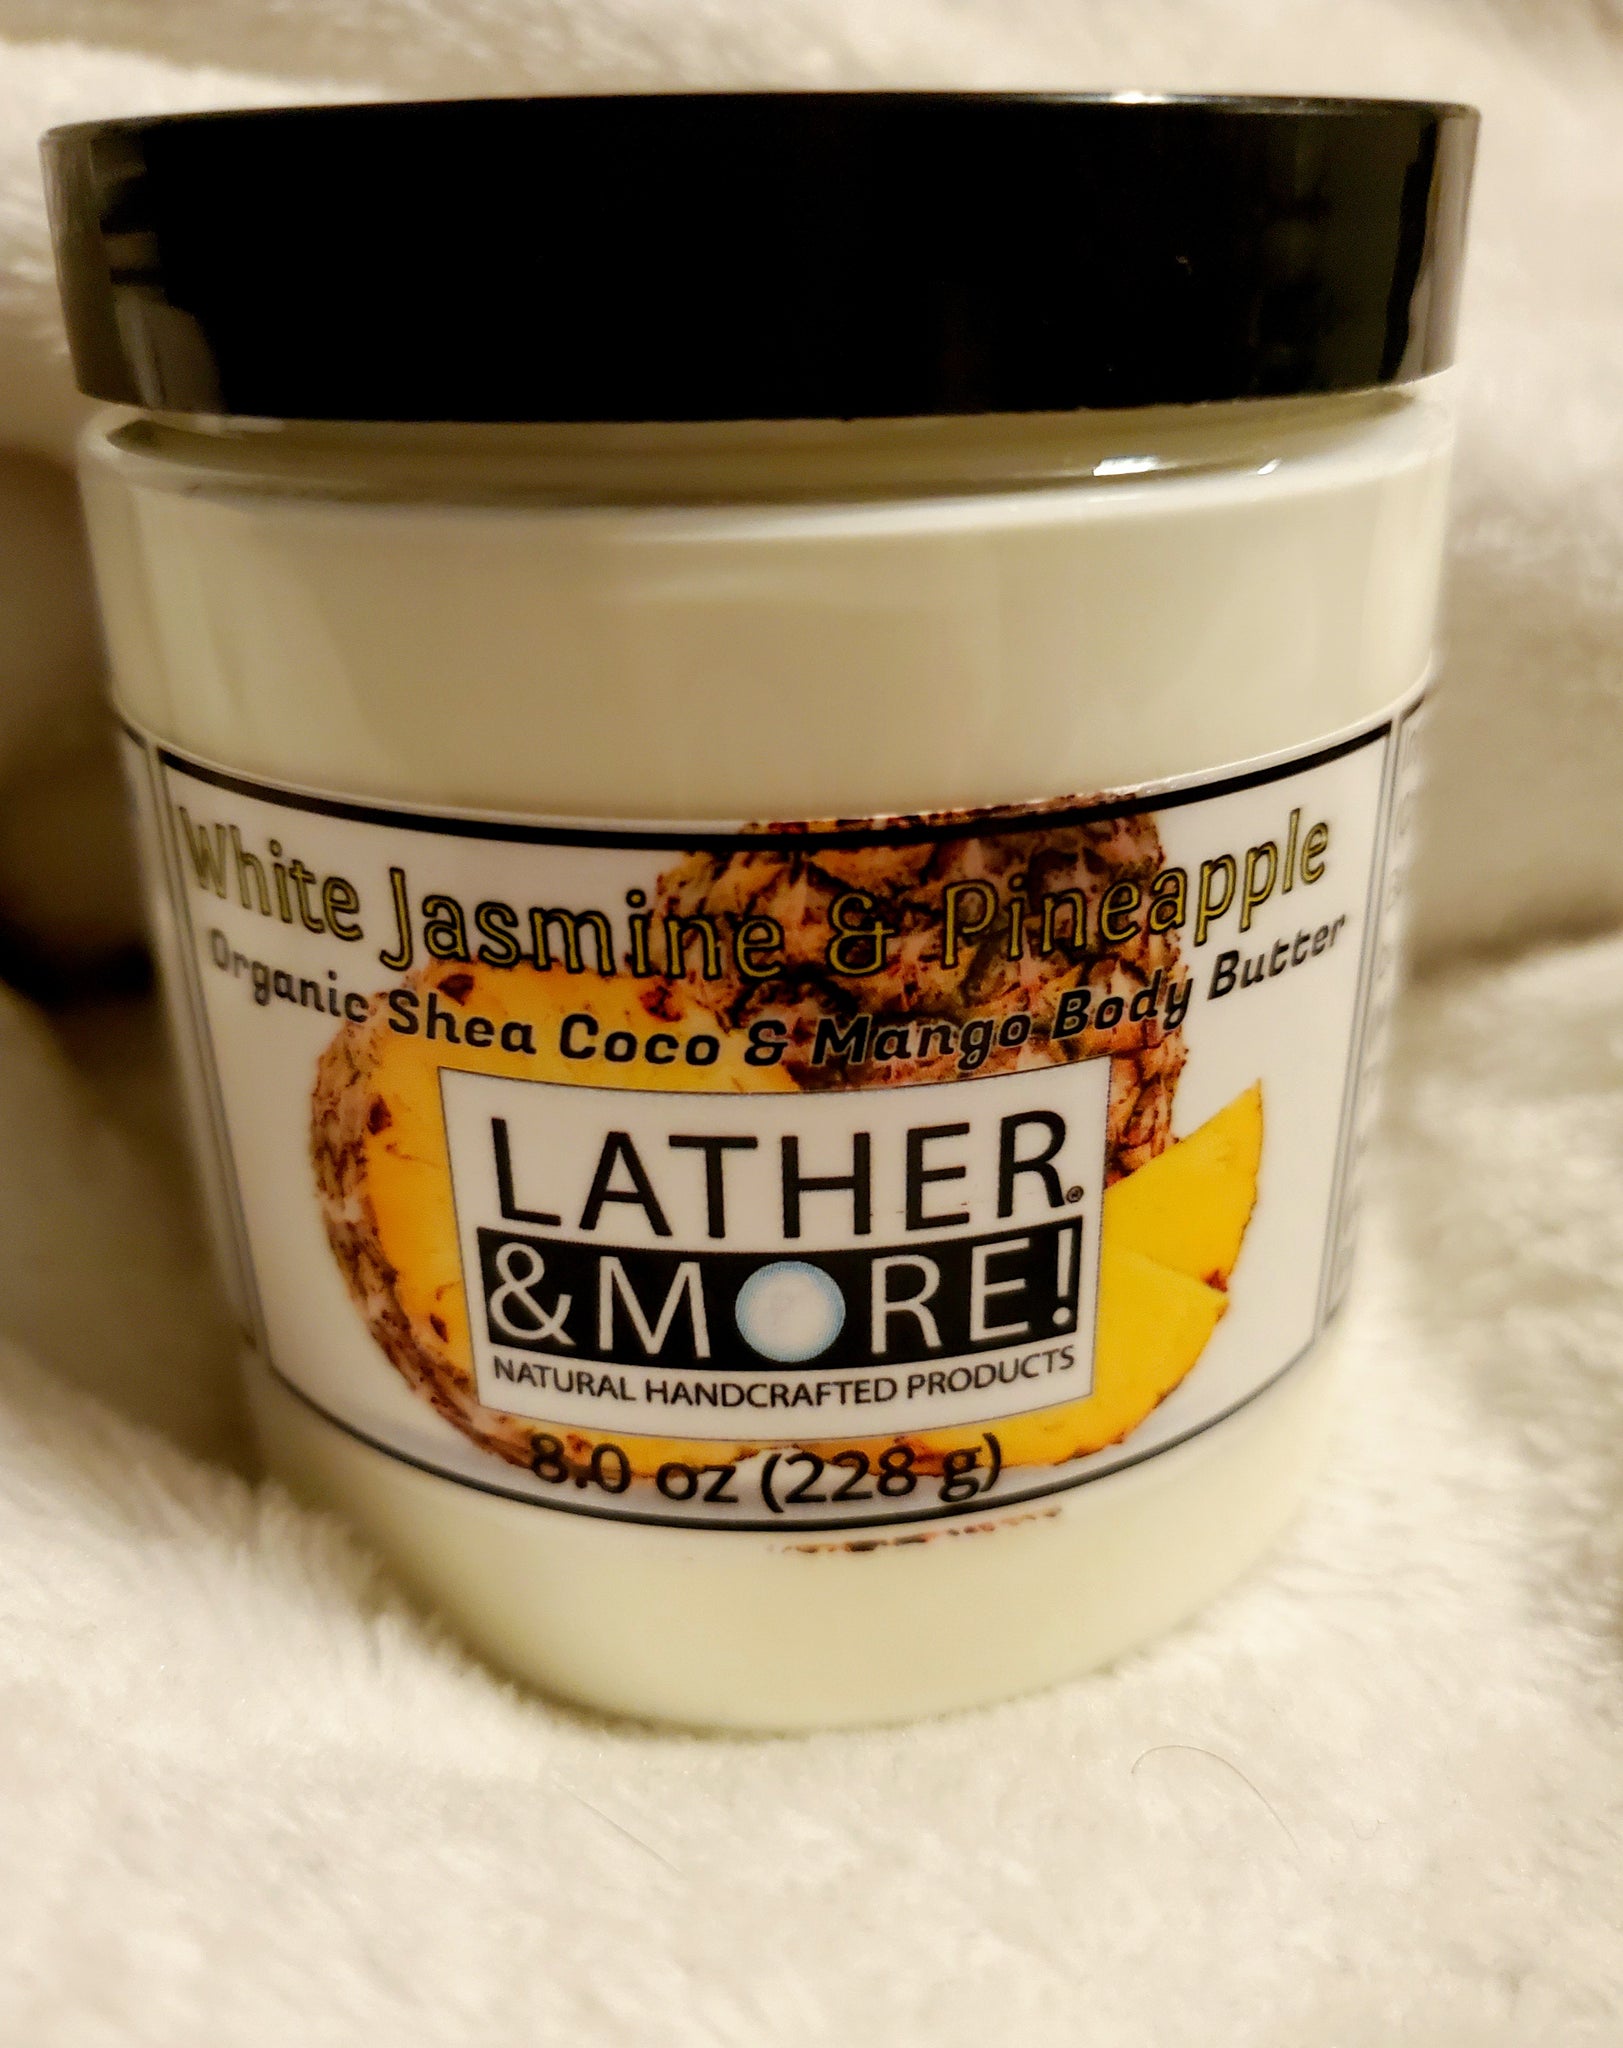 White Jasmine & Pineapple
Organic Shea Coco & Mango Body Butter
LATHER®
&MORE!
NATURAL HANDCRAFTED PRODUCTS
8.0 oz (228 g)